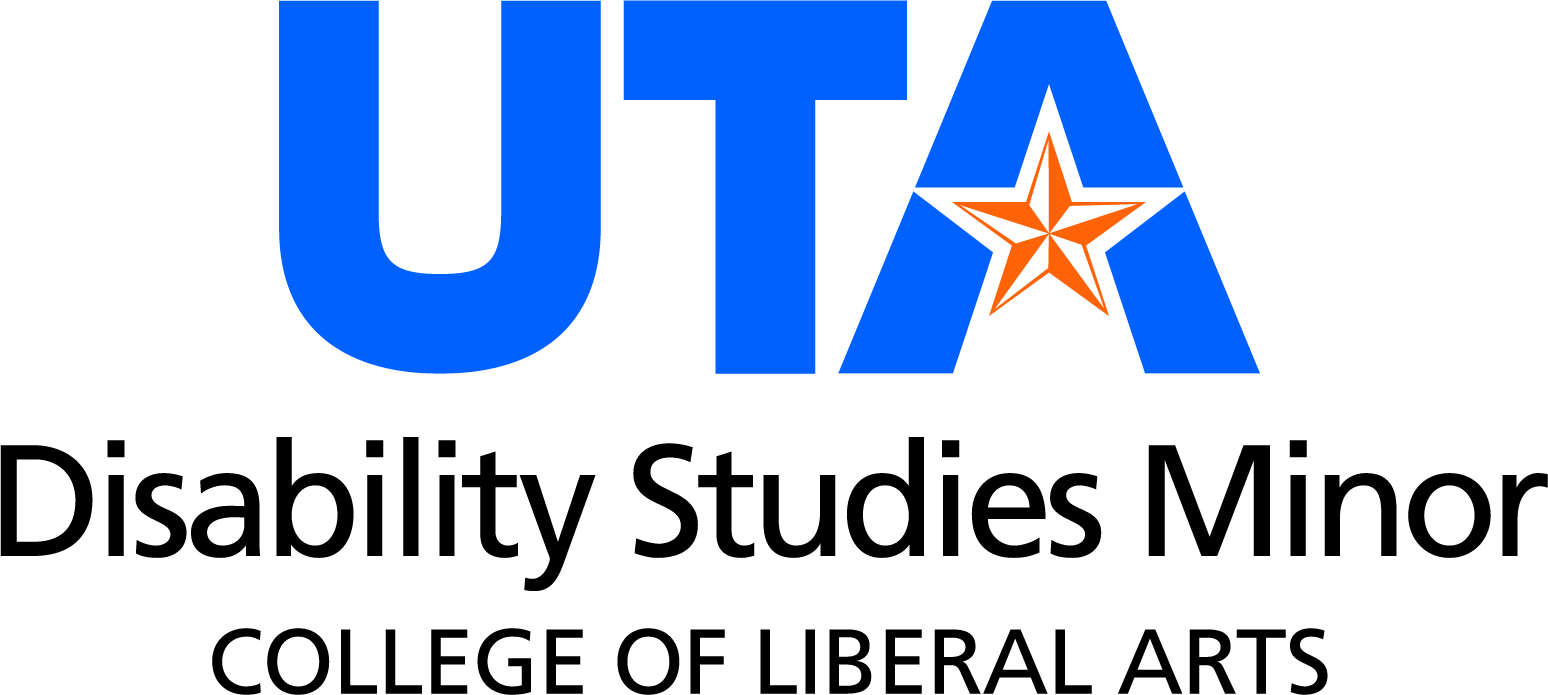 UTA
Disability Studies Minor
COLLEGE OF LIBERAL ARTS